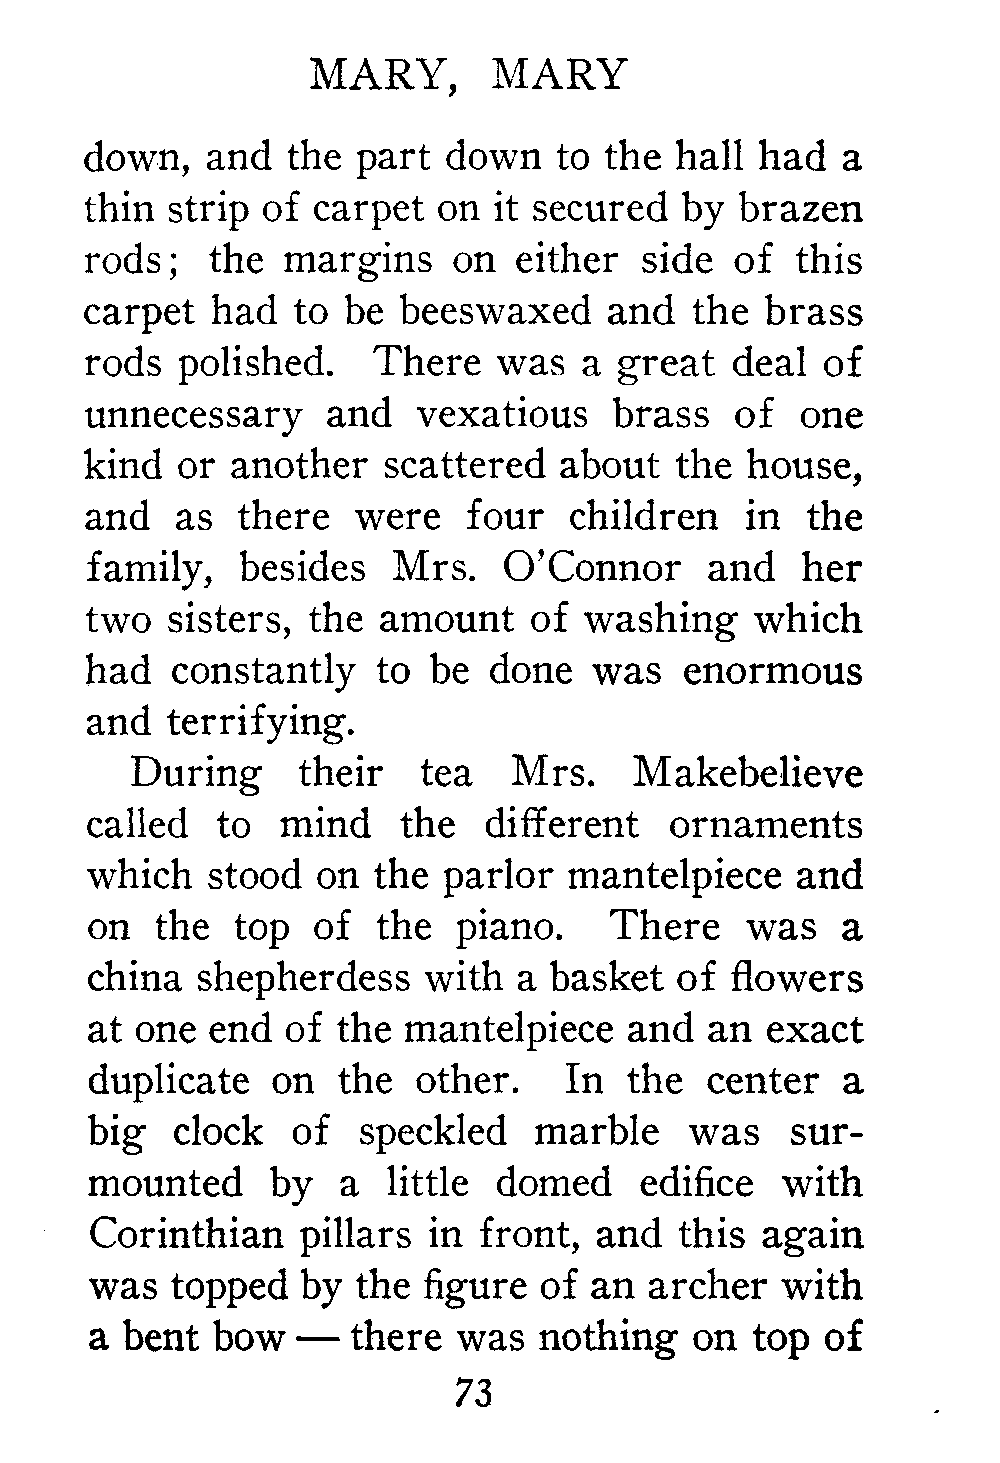 MARY, MARY
down, and the part down to the hall had a
thin strip of carpet on it secured by brazen
rods; the margins on either side of this
carpet had to be beeswaxed and the brass
rods polished. There was a great deal of
unnecessary and vexatious brass of one
kind or another scattered about the house,
and as there were four children in the
family, besides Mrs. O'Connor and her
two sisters, the amount of washing which
had constantly to be done was enormous
and terrifying.
During their tea Mrs. Makebelieve
called to mind the different ornaments
which stood on the parlor mantelpiece and
on the top of the piano. There was a
china shepherdess with a basket of flowers
at one end of the mantelpiece and an exact
duplicate on the other. In the center a
big clock of speckled marble was sur-
mounted by a little domed edifice with
Corinthian pillars in front, and this again
was topped by the figure of an archer with
a bent bow — there was nothing on top of
73